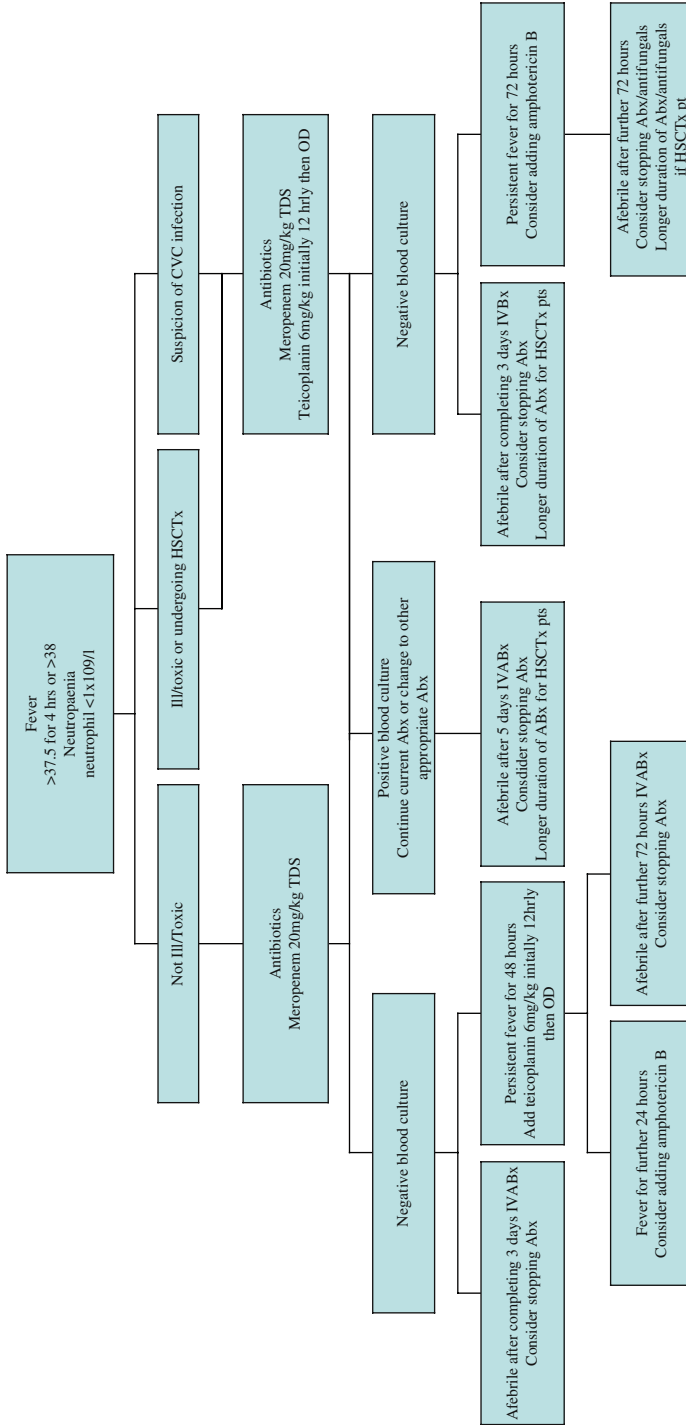 Fever
>37.5 for 4 hrs or >38
Neutropaenia
neutrophil <1x109/l
Not Ill/Toxic
Ill/toxic or undergoing HSCTx
Suspicion of CVC infection
Antibiotics
Meropenem 20mg/kg TDS
Antibiotics
Meropenem 20mg/kg TDS
Teicoplanin 6mg/kg initially 12 hrly then OD
Negative blood culture
Positive blood culture
Continue current Abx or change to other
appropriate Abx
Negative blood culture
Afebrile after completing 3 days IVABx
Consider stopping Abx
Persistent fever for 48 hours
Add teicoplanin 6mg/kg initally 12hrly
then OD
Afebrile after 5 days IVABx
Consdider stopping Abx
Longer duration of ABx for HSCTx pts
Afebrile after completing 3 days IVBx
Consider stopping Abx
Longer duration of Abx for HSCTx pts
Persistent fever for 72 hours
Consider adding amphotericin B
Fever for further 24 hours
Consider adding amphotericin B
Afebrile after further 72 hours IVABx
Consider stopping Abx
Afebrile after further 72 hours
Consider stopping Abx/antifungals
Longer duration of Abx/antifungals
if HSCTx pt